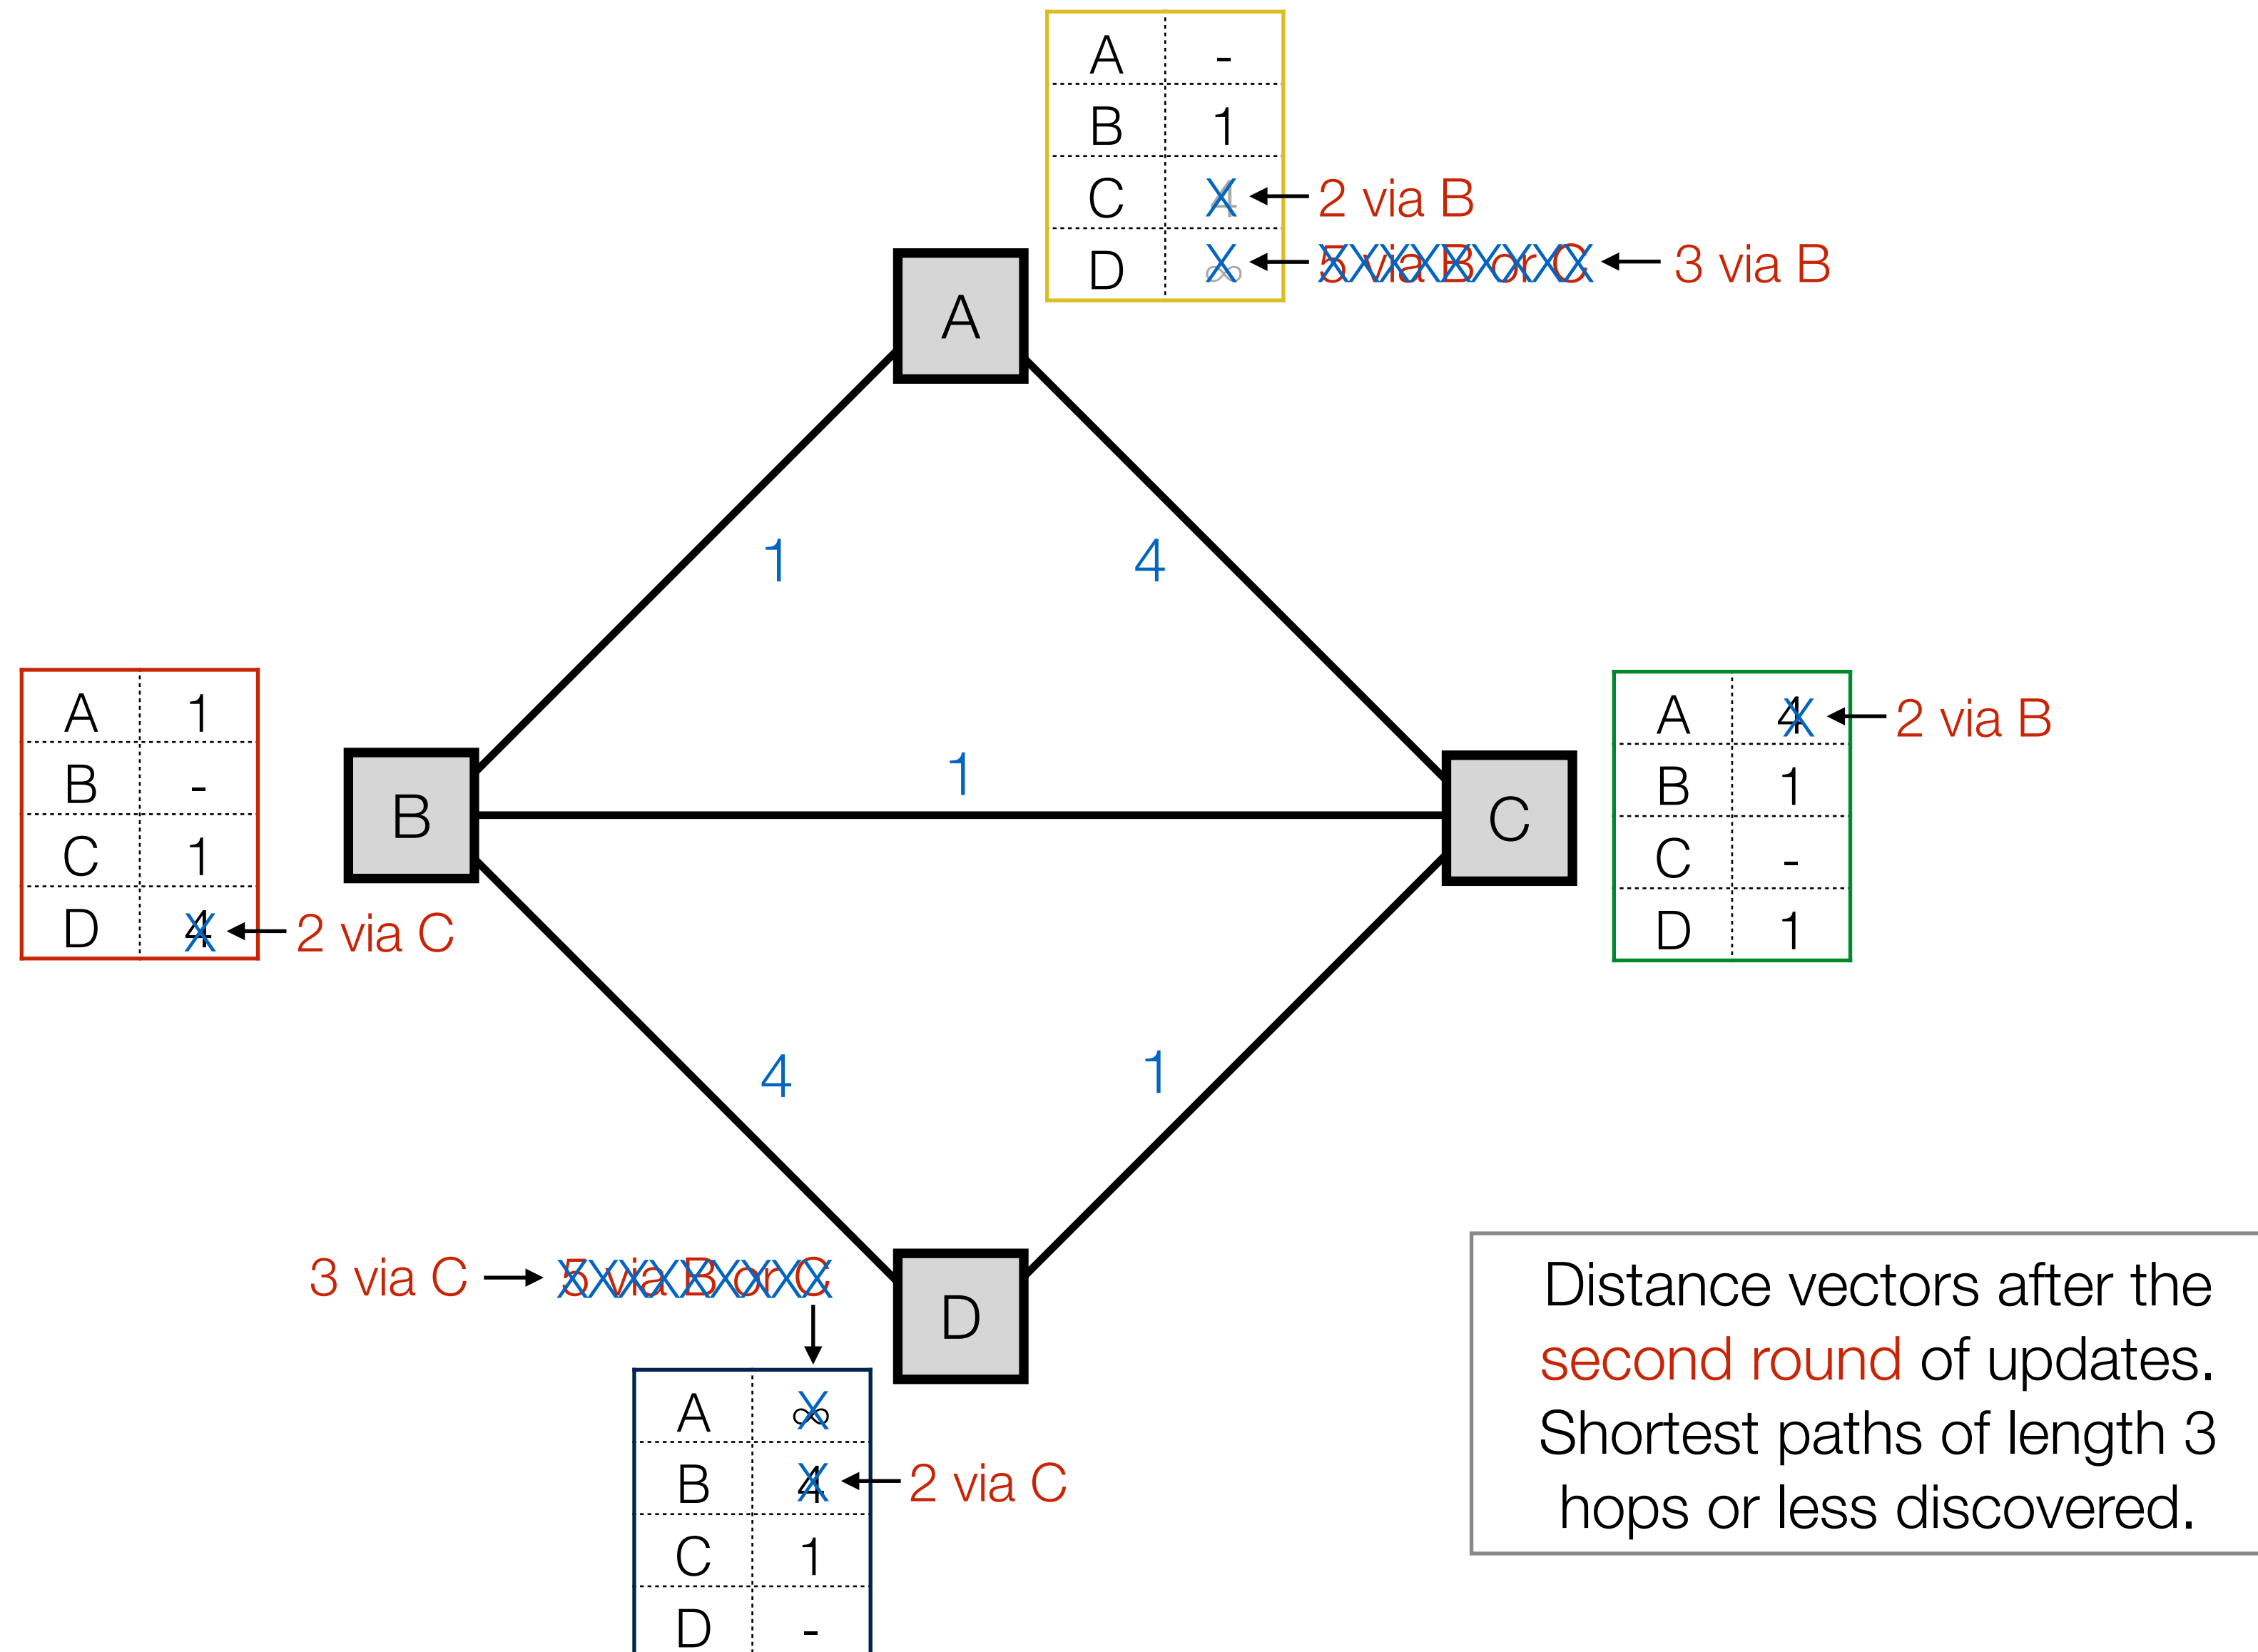 A -
B 1
C 4 2 via B
D ∞ 5 via B or C 3 via B
A
1 4
A 1
B -
C 1
D 4 2 via C
B
1
C
A 4 2 via B
B 1
C -
D 1
4 1
3 via C 5 via B or C
D
A ∞
B 4 2 via C
C 1
D -
Distance vectors after the
second round of updates.
Shortest paths of length 3
hops or less discovered.